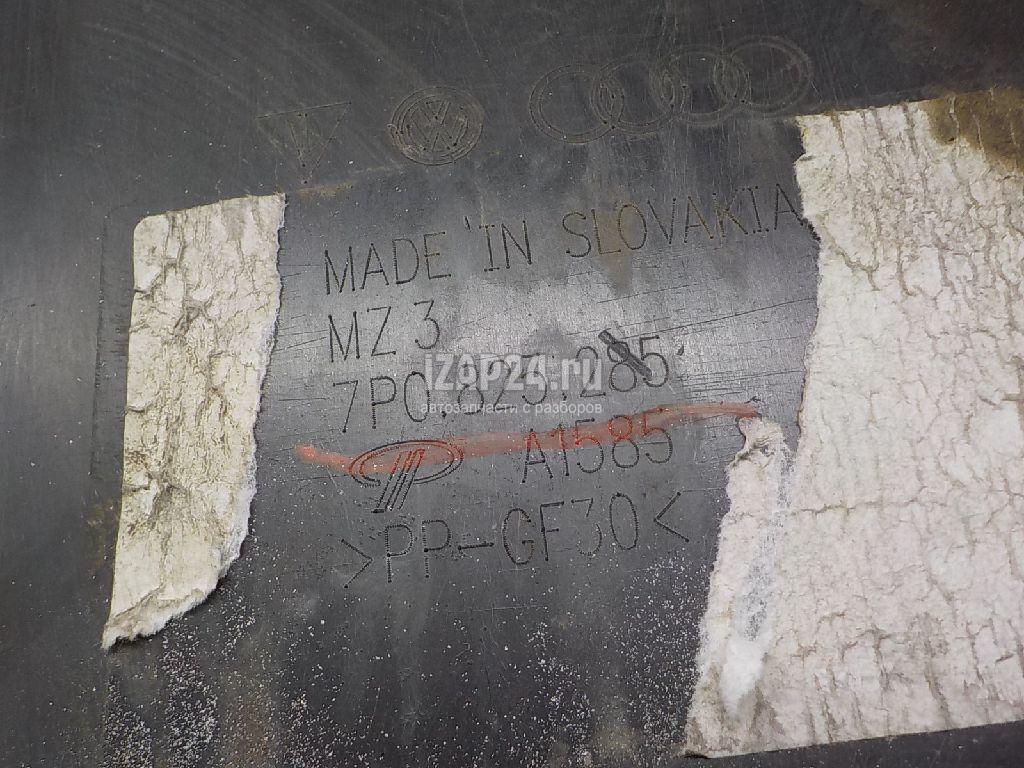 MADE IN SLOVAKIA
MZ 3
7P0.825.285
iZAP24.ru
автозапчасти с разборов
A1585
>PP-GF30<